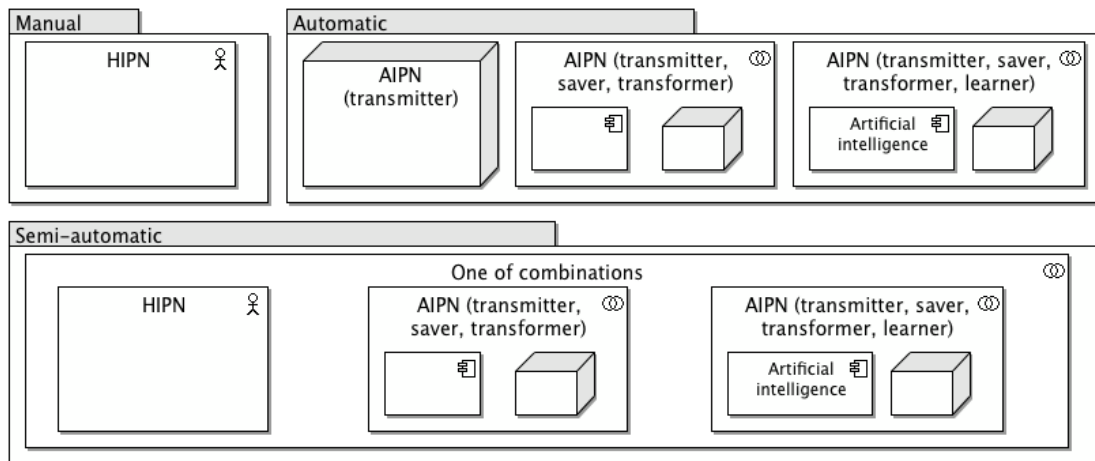 Manual
HIPN
Automatic
AIPN
(transmitter)
AIPN (transmitter,
saver, transformer)
AIPN (transmitter, saver,
transformer, learner)
Artificial
intelligence
Semi-automatic
One of combinations
HIPN
AIPN (transmitter,
saver, transformer)
AIPN (transmitter, saver,
transformer, learner)
Artificial
intelligence